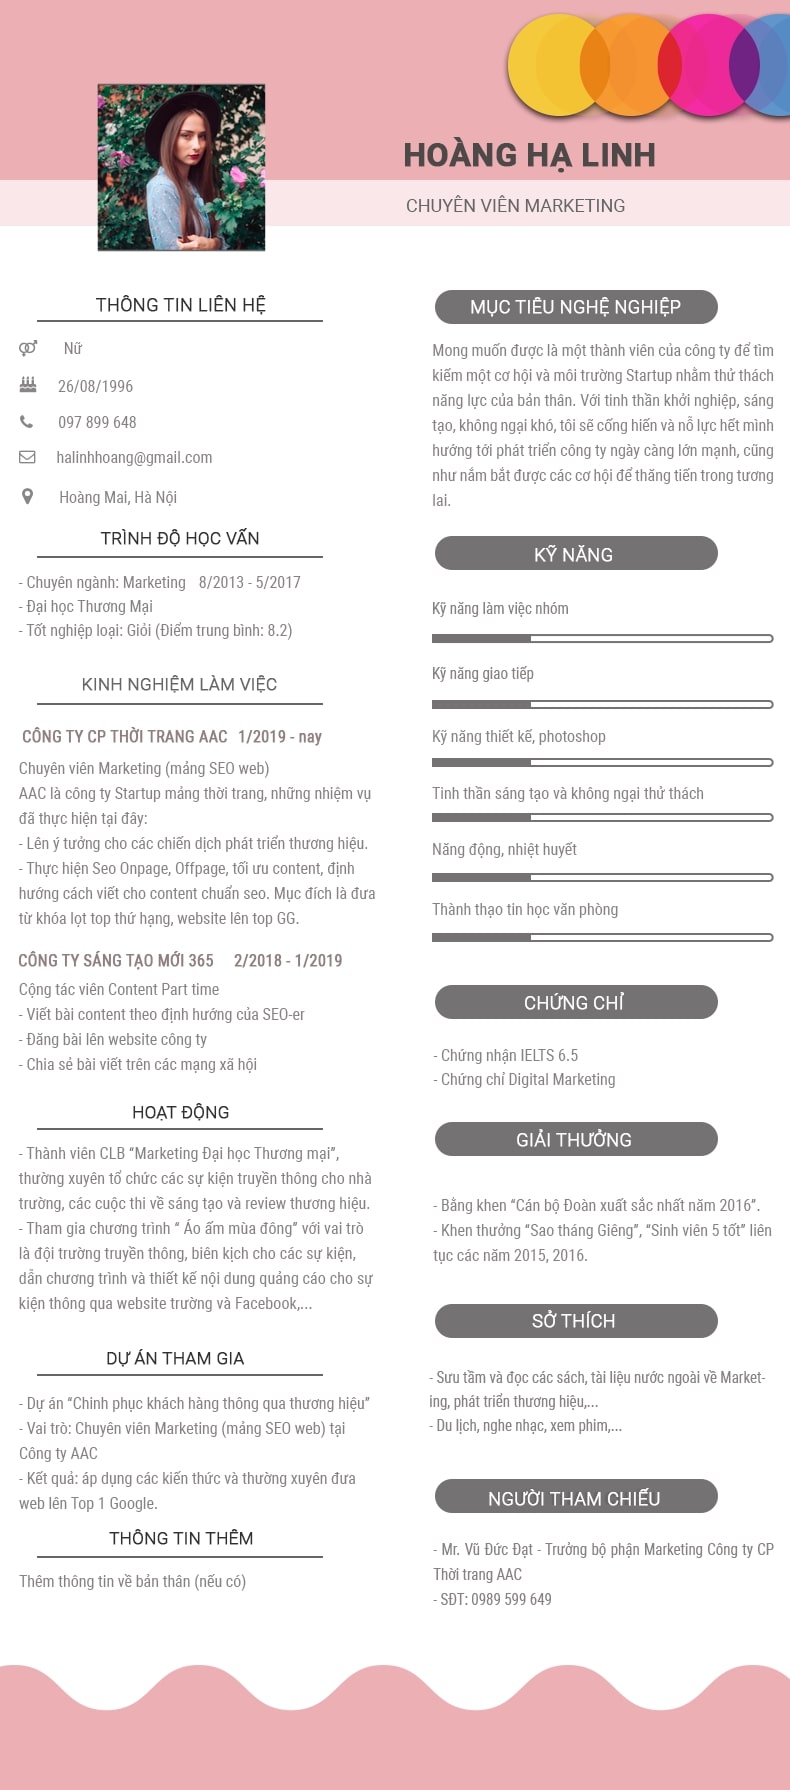 HOÀNG HẠ LINH
CHUYÊN VIÊN MARKETING
THÔNG TIN LIÊN HỆ
Nữ
26/08/1996
097 899 648
halinhhoang@gmail.com
Hoàng Mai, Hà Nội
TRÌNH ĐỘ HỌC VẤN
- Chuyên ngành: Marketing 8/2013 - 5/2017
- Đại học Thương Mại
- Tốt nghiệp loại: Giỏi (Điểm trung bình: 8.2)
KINH NGHIỆM LÀM VIỆC
CÔNG TY CP THỜI TRANG AAC 1/2019 - nay
Chuyên viên Marketing (mảng SEO web)
AAC là công ty Startup mảng thời trang, những nhiệm vụ
đã thực hiện tại đây:
- Lên ý tưởng cho các chiến dịch phát triển thương hiệu.
- Thực hiện Seo Onpage, Offpage, tối ưu content, định
hướng cách viết cho content chuẩn seo. Mục đích là đưa
từ khóa lọt top thứ hạng, website lên top GG.
CÔNG TY SÁNG TẠO MỚI 365 2/2018 - 1/2019
Cộng tác viên Content Part time
- Viết bài content theo định hướng của SEO-er
- Đăng bài lên website công ty
- Chia sẻ bài viết trên các mạng xã hội
HOẠT ĐỘNG
- Thành viên CLB “Marketing Đại học Thương mại”,
thường xuyên tổ chức các sự kiện truyền thông cho nhà
trường, các cuộc thi về sáng tạo và review thương hiệu.
- Tham gia chương trình “ Áo ấm mùa đông” với vai trò
là đội trưởng truyền thông, biên kịch cho các sự kiện,
dẫn chương trình và thiết kế nội dung quảng cáo cho sự
kiện thông qua website trường và Facebook,...
DỰ ÁN THAM GIA
- Dự án “Chinh phục khách hàng thông qua thương hiệu”
- Vai trò: Chuyên viên Marketing (mảng SEO web) tại
Công ty AAC
- Kết quả: áp dụng các kiến thức và thường xuyên đưa
web lên Top 1 Google.
THÔNG TIN THÊM
Thêm thông tin về bản thân (nếu có)
MỤC TIÊU NGHỀ NGHIỆP
Mong muốn được là một thành viên của công ty để tìm
kiếm một cơ hội và môi trường Startup nhằm thử thách
năng lực của bản thân. Với tinh thần khởi nghiệp, sáng
tạo, không ngại khó, tôi sẽ cống hiến và nỗ lực hết mình
hướng tới phát triển công ty ngày càng lớn mạnh, cũng
như nắm bắt được các cơ hội để thăng tiến trong tương
lai.
KỸ NĂNG
Kỹ năng làm việc nhóm
Kỹ năng giao tiếp
Kỹ năng thiết kế, photoshop
Tinh thần sáng tạo và không ngại thử thách
Năng động, nhiệt huyết
Thành thạo tin học văn phòng
CHỨNG CHỈ
- Chứng nhận IELTS 6.5
- Chứng chỉ Digital Marketing
GIẢI THƯỞNG
- Bằng khen “Cán bộ Đoàn xuất sắc nhất năm 2016”.
- Khen thưởng “Sao tháng Giêng”, “Sinh viên 5 tốt” liên
tục các năm 2015, 2016.
SỞ THÍCH
- Sưu tầm và đọc các sách, tài liệu nước ngoài về Market-
ing, phát triển thương hiệu,...
- Du lịch, nghe nhạc, xem phim,...
NGƯỜI THAM CHIẾU
- Mr. Vũ Đức Đạt - Trưởng bộ phận Marketing Công ty CP
Thời trang AAC
- SĐT: 0989 599 649